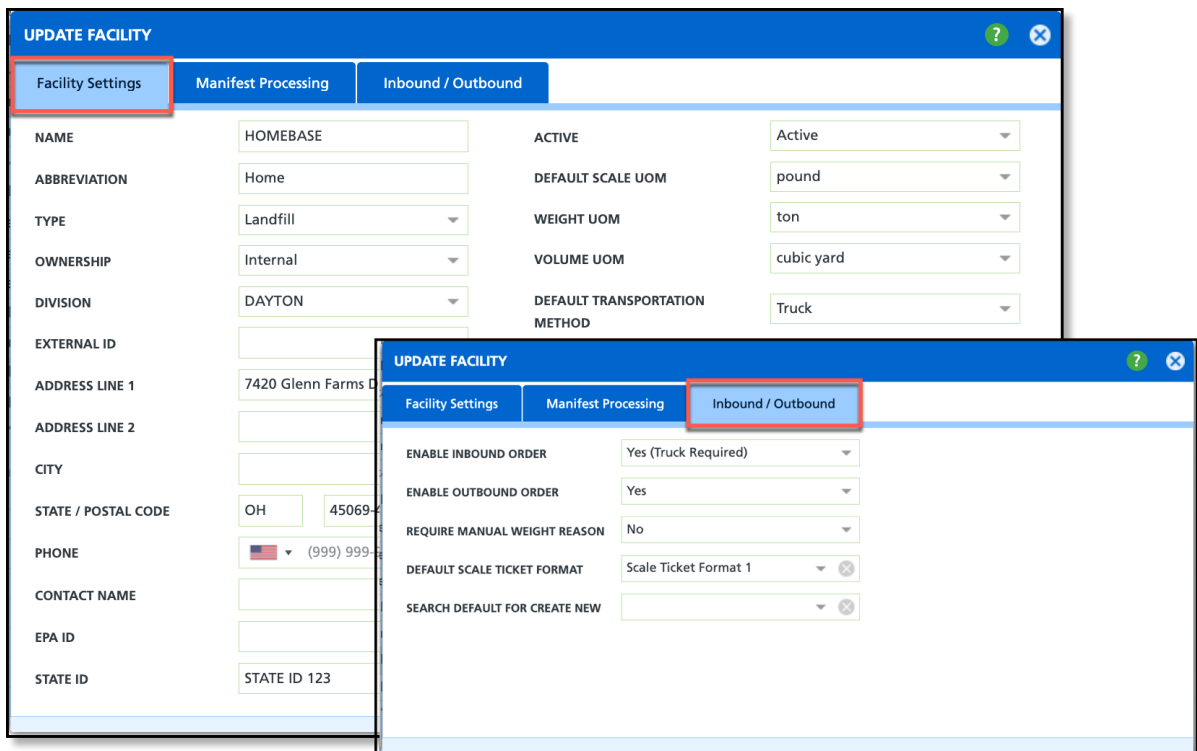 UPDATE FACILITY
?
Facility Settings Manifest Processing Inbound / Outbound
NAME HOMEBASE ACTIVE Active
ABBREVIATION Home DEFAULT SCALE UOM pound
TYPE Landfill WEIGHT UOM ton
OWNERSHIP Internal VOLUME UOM cubic yard
DIVISION DAYTON DEFAULT TRANSPORTATION
METHOD Truck
EXTERNAL ID
ADDRESS LINE 1 7420 Glenn Farms
ADDRESS LINE 2
CITY
STATE / POSTAL CODE OH 45069-
PHONE (999) 999-
CONTACT NAME
EPA ID
STATE ID STATE ID 123
UPDATE FACILITY
?
Facility Settings Manifest Processing Inbound / Outbound
ENABLE INBOUND ORDER Yes (Truck Required)
ENABLE OUTBOUND ORDER Yes
REQUIRE MANUAL WEIGHT REASON No
DEFAULT SCALE TICKET FORMAT Scale Ticket Format 1
SEARCH DEFAULT FOR CREATE NEW